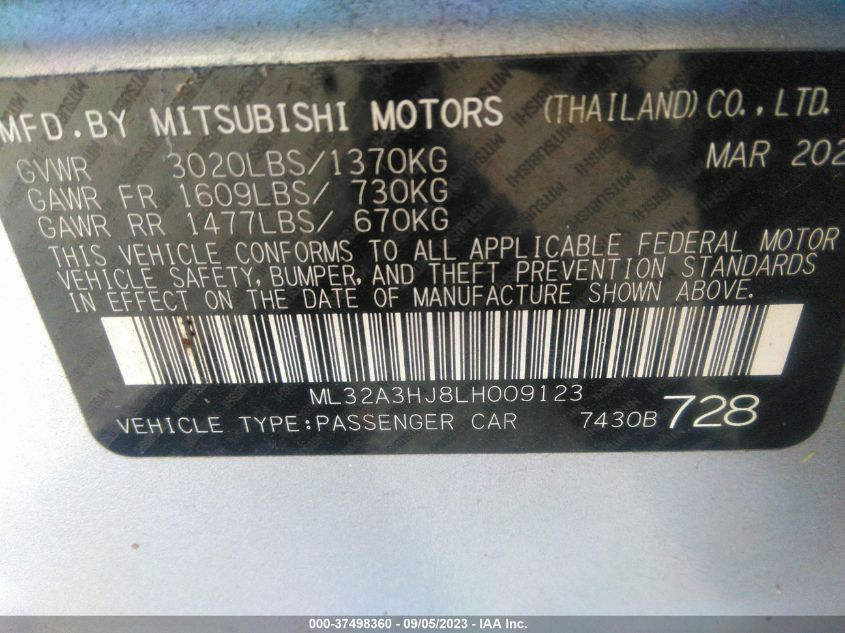 MFD.BY MITSUBISHI MOTORS (THAILAND) CO.,LTD.
GVWR 3020LBS/1370KG MAR 202
GAWR FR 1609LBS/ 730KG
GAWR RR 1477LBS/ 670KG
THIS VEHICLE CONFORMS TO ALL APPLICABLE FEDERAL MOTOR
VEHICLE SAFETY, BUMPER, AND THEFT PREVENTION STANDARDS
IN EFFECT ON THE DATE OF MANUFACTURE SHOWN ABOVE.
ML32A3HJ8LH009123
VEHICLE TYPE:PASSENGER CAR 7430B 728
000-37498360 - 09/05/2023 - IAA Inc.